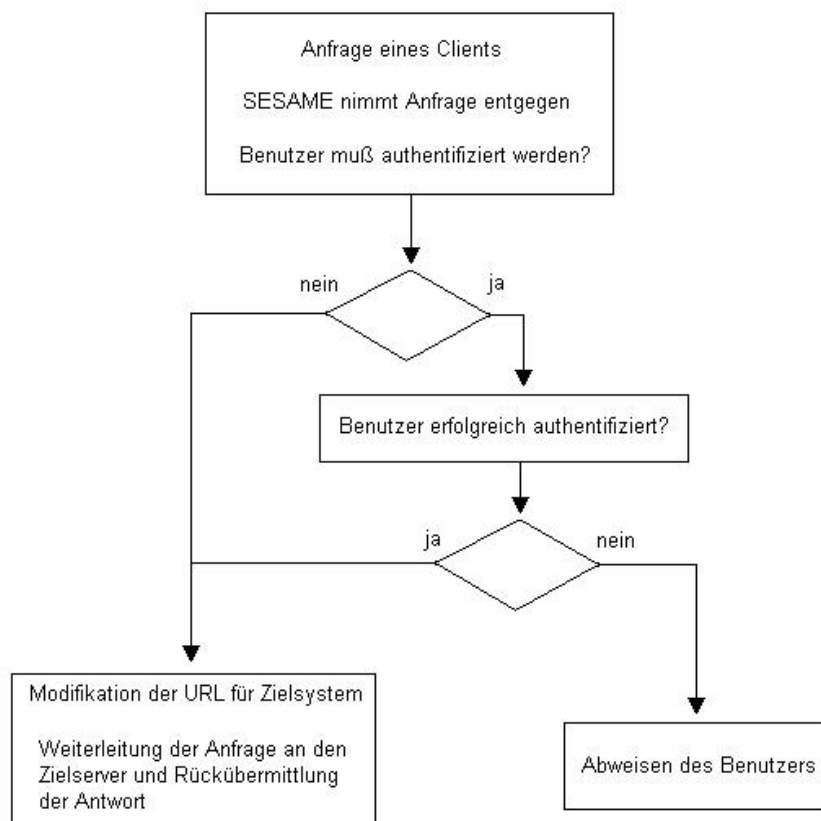 Anfrage eines Clients
SESAME nimmt Anfrage entgegen
Benutzer muß authentifiziert werden?
nein
ja
Benutzer erfolgreich authentifiziert?
ja
nein
Modifikation der URL für Zielsystem
Weiterleitung der Anfrage an den
Zielserver und Rückübermittlung
der Antwort
Abweisen des Benutzers